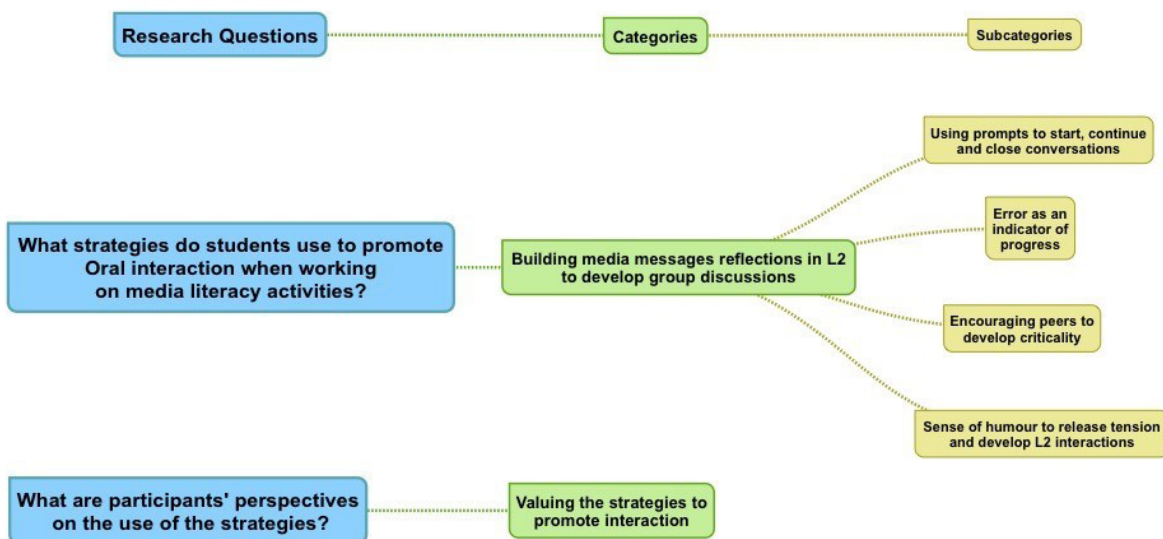 Research Questions
Categories
Subcategories
Using prompts to start, continue
and close conversations
Error as an
indicator of
progress
What strategies do students use to promote
Oral interaction when working
on media literacy activities?
Building media messages reflections in L2
to develop group discussions
Encouraging peers to
develop criticality
Sense of humour to release tension
and develop L2 interactions
What are participants' perspectives
on the use of the strategies?
Valuing the strategies to
promote interaction